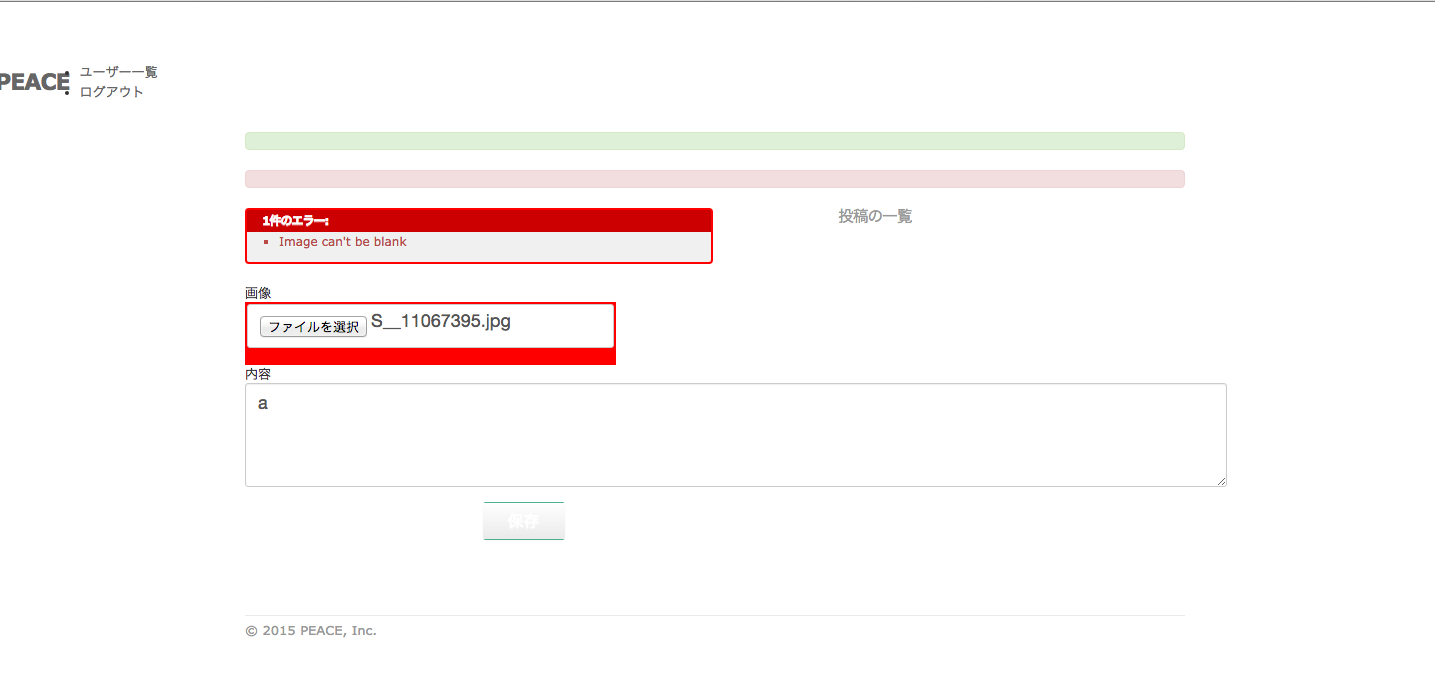 PEACE
ユーザー一覧
ログアウト
1件のエラー:
Image can't be blank
投稿の一覧
画像
ファイルを選択 S__11067395.jpg
内容
a
保存
© 2015 PEACE, Inc.